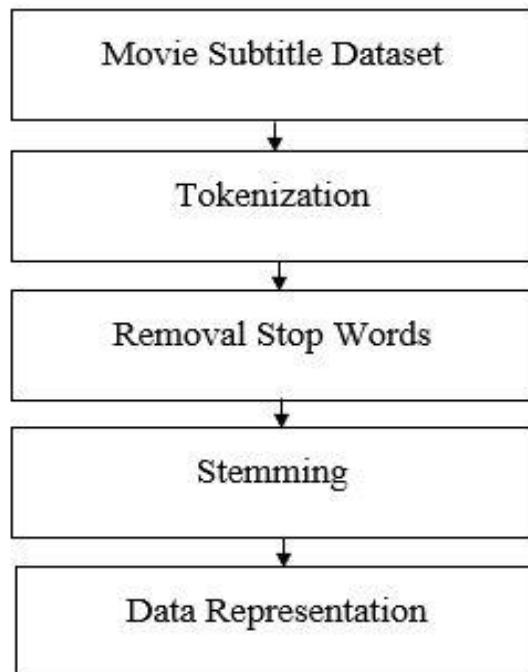 Movie Subtitle Dataset
Tokenization
Removal Stop Words
Stemming
Data Representation